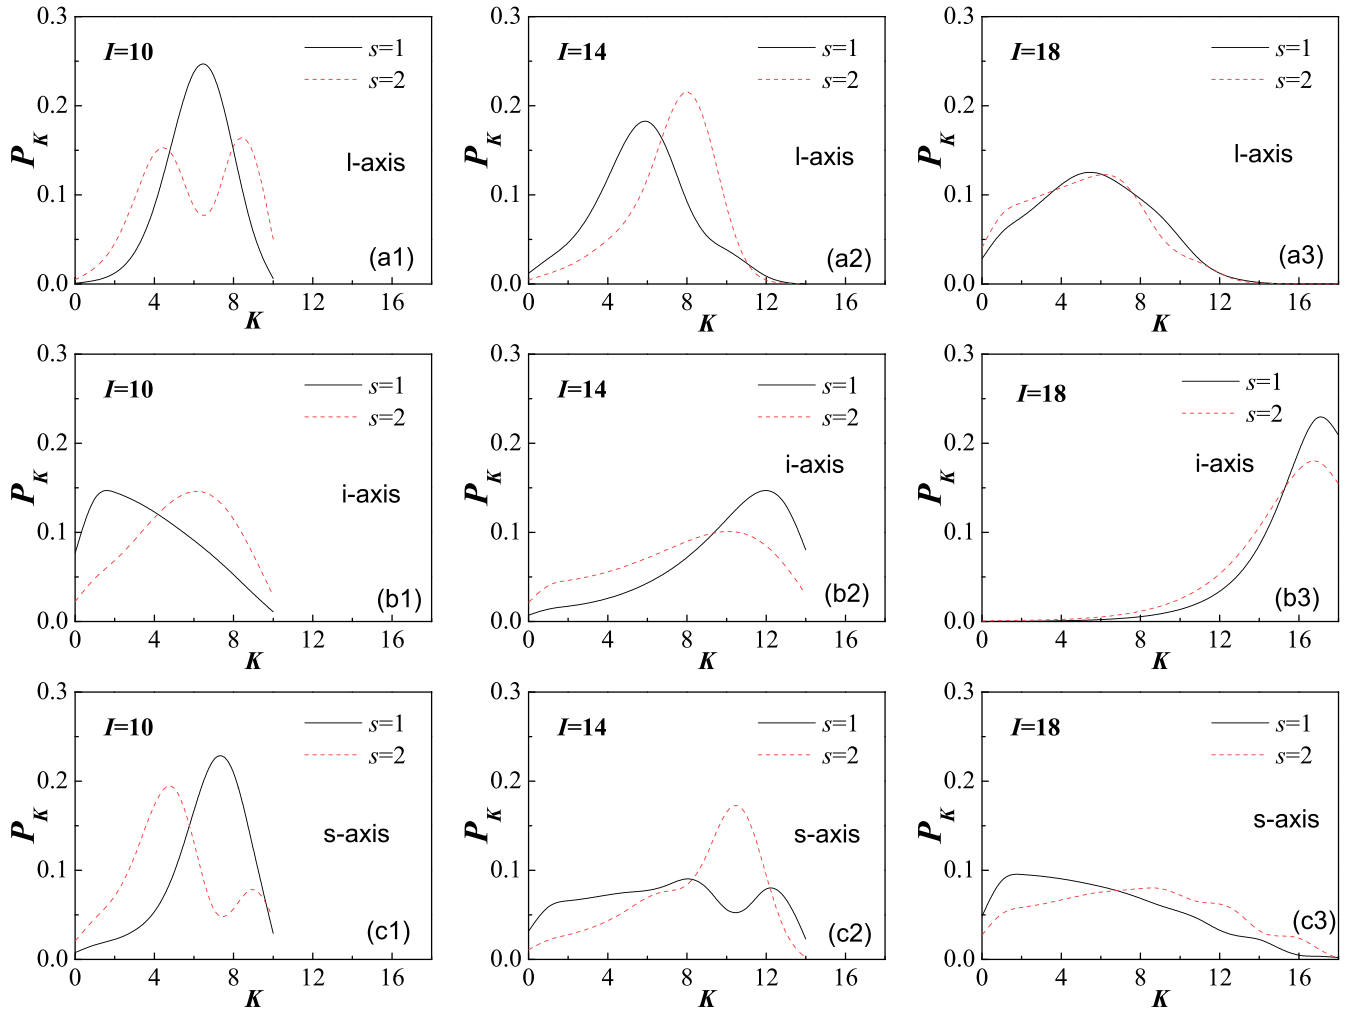 0.3
0.2
0.1
0.0
P_K
I=10
s=1
s=2
l-axis
(a1)
0 4 8 12 16
K
0.3
0.2
0.1
0.0
P_K
I=14
s=1
s=2
l-axis
(a2)
0 4 8 12 16
K
0.3
0.2
0.1
0.0
P_K
I=18
s=1
s=2
l-axis
(a3)
0 4 8 12 16
K
0.3
0.2
0.1
0.0
P_K
I=10
s=1
s=2
i-axis
(b1)
0 4 8 12 16
K
0.3
0.2
0.1
0.0
P_K
I=14
s=1
s=2
i-axis
(b2)
0 4 8 12 16
K
0.3
0.2
0.1
0.0
P_K
I=18
s=1
s=2
i-axis
(b3)
0 4 8 12 16
K
0.3
0.2
0.1
0.0
P_K
I=10
s=1
s=2
s-axis
(c1)
0 4 8 12 16
K
0.3
0.2
0.1
0.0
P_K
I=14
s=1
s=2
s-axis
(c2)
0 4 8 12 16
K
0.3
0.2
0.1
0.0
P_K
I=18
s=1
s=2
s-axis
(c3)
0 4 8 12 16
K